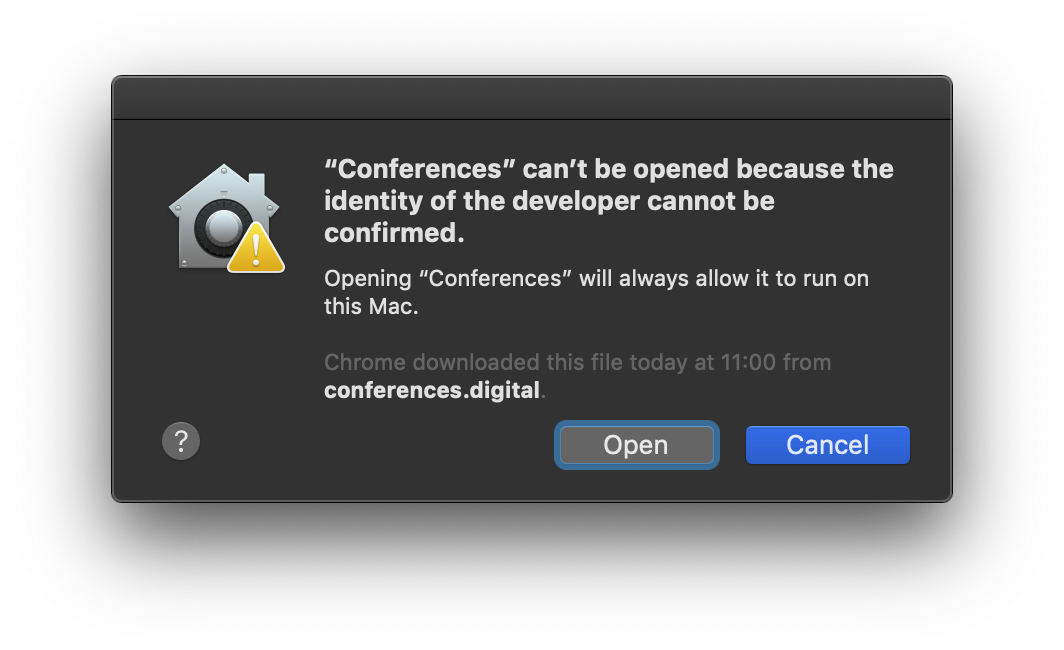 “Conferences” can’t be opened because the
identity of the developer cannot be
confirmed.
Opening “Conferences” will always allow it to run on
this Mac.
Chrome downloaded this file today at 11:00 from
conferences.digital.
?
Open
Cancel